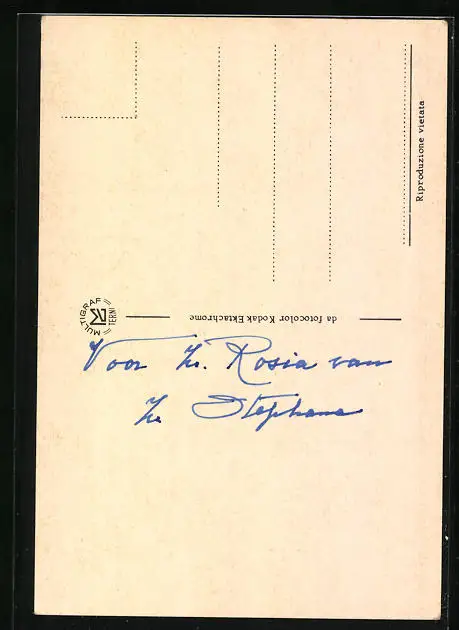 Riproduzione vietata
MULTIGRAF
TERNI
da fotocolor Kodak Ektachrome
Voor Zr. Rosia van
Zr Stephana